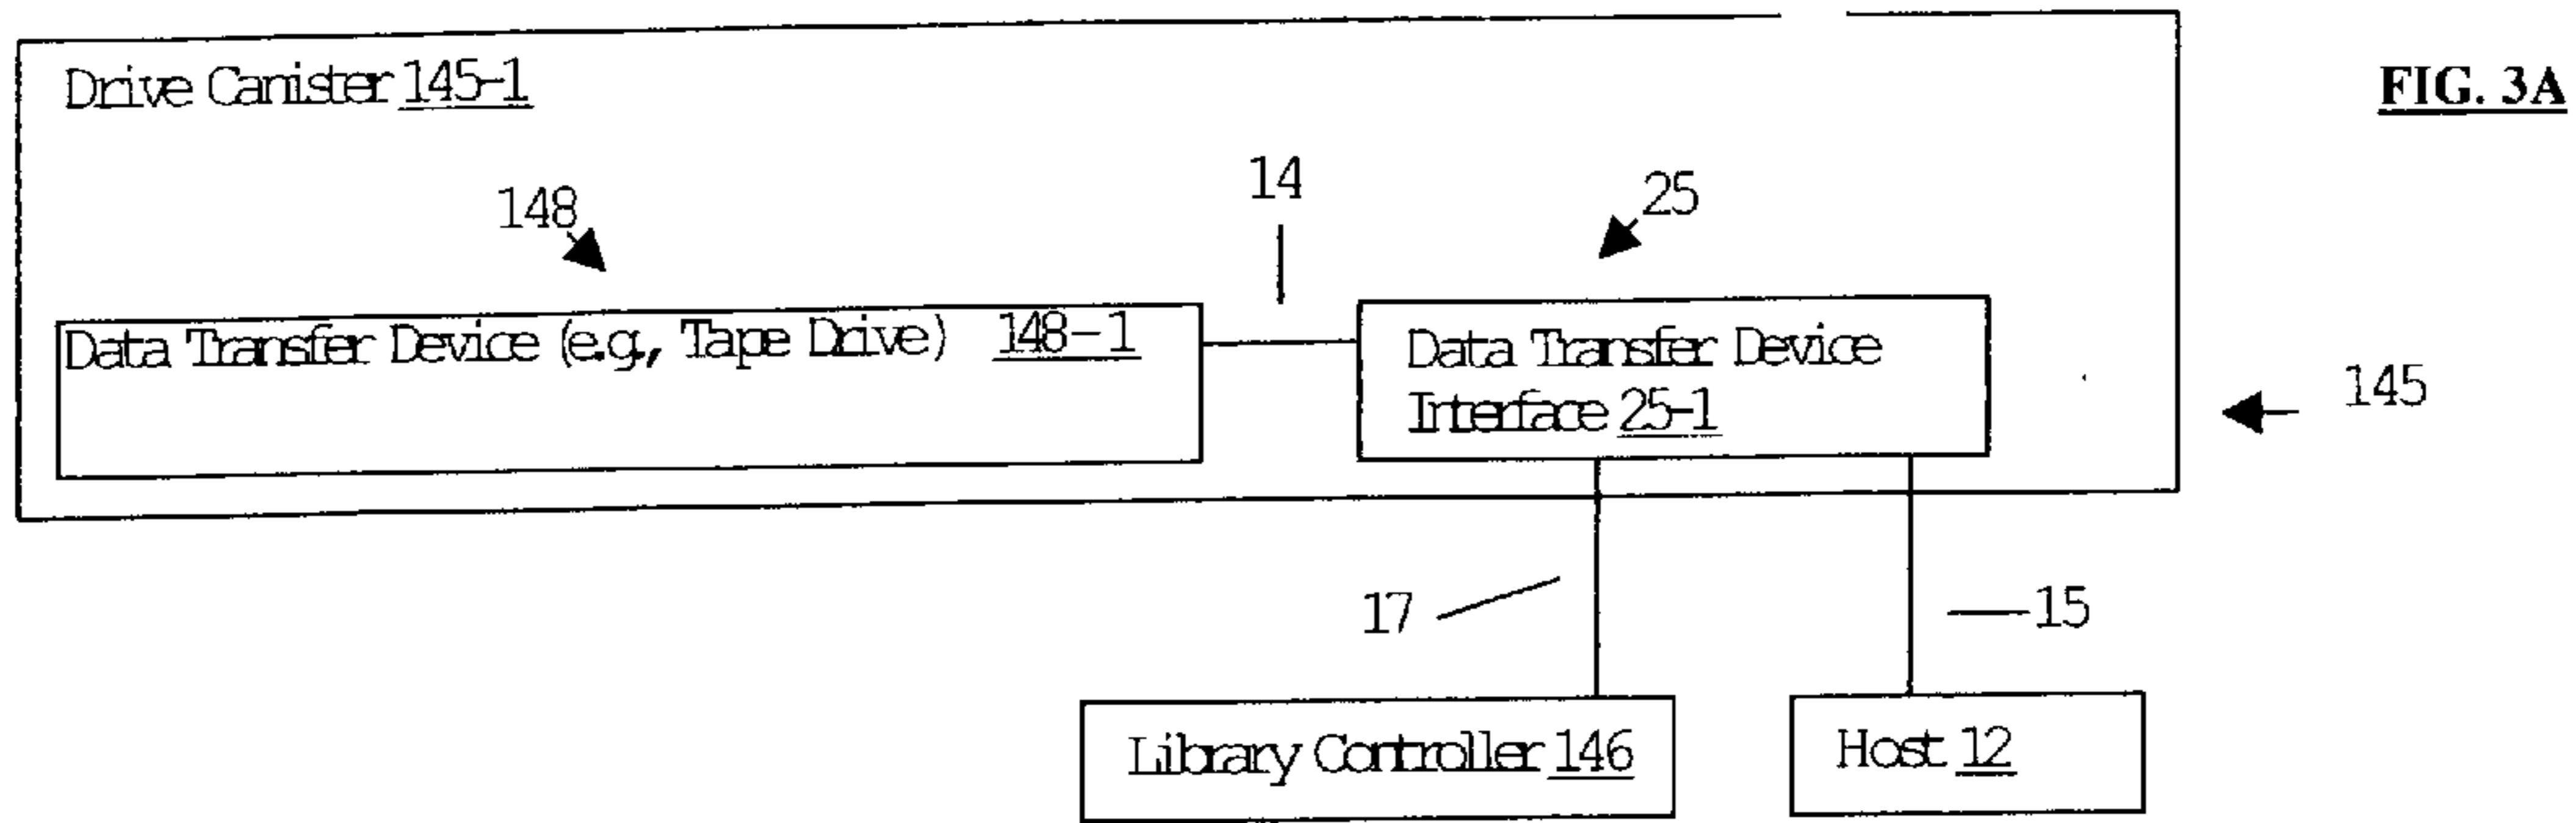 FIG. 3A
Drive Canister 145-1
148
14
25
Data Transfer Device (e.g., Tape Drive) 148-1
Data Transfer Device
Interface 25-1
145
17
15
Library Controller 146
Host 12